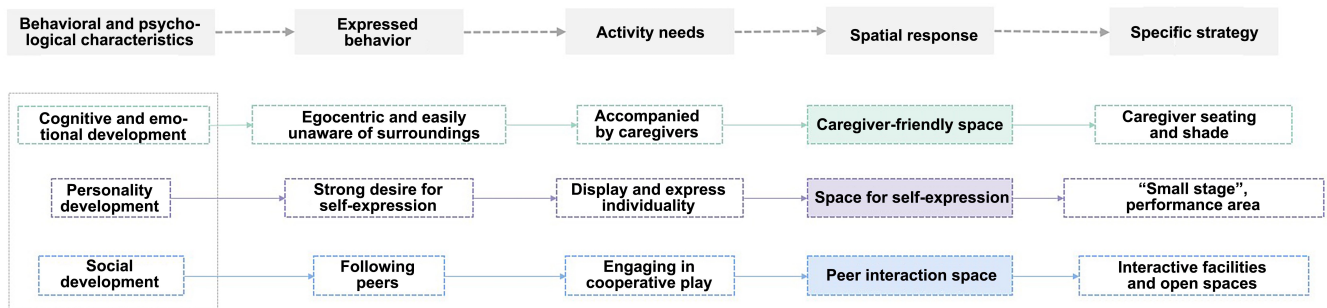 Behavioral and psycho-
logical characteristics
Expressed
behavior
Activity needs
Spatial response
Specific strategy
Cognitive and emo-
tional development
Egocentric and easily
unaware of surroundings
Accompanied
by caregivers
Caregiver-friendly space
Caregiver seating
and shade
Personality
development
Strong desire for
self-expression
Display and express
individuality
Space for self-expression
“Small stage”,
performance area
Social
development
Following
peers
Engaging in
cooperative play
Peer interaction space
Interactive facilities
and open spaces